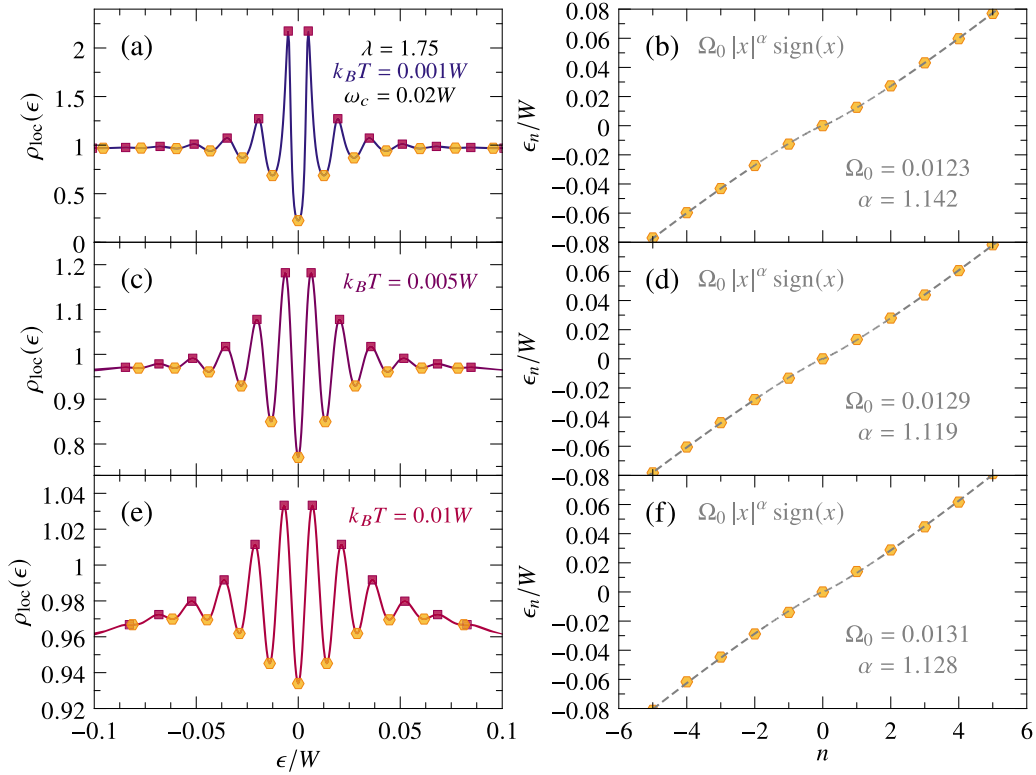 (a)
λ = 1.75
k_BT = 0.001W
ω_c = 0.02W
ρ_loc(ϵ)
2
1.5
1
0.5
0
(b)
Ω_0 |x|^α sign(x)
Ω_0 = 0.0123
α = 1.142
ϵ_n/W
0.08
0.06
0.04
0.02
0
−0.02
−0.04
−0.06
−0.08
(c)
k_BT = 0.005W
ρ_loc(ϵ)
1.2
1.1
1
0.9
0.8
(d)
Ω_0 |x|^α sign(x)
Ω_0 = 0.0129
α = 1.119
ϵ_n/W
0.06
0.04
0.02
0
−0.02
−0.04
−0.06
−0.08
(e)
k_BT = 0.01W
ρ_loc(ϵ)
1.04
1.02
1
0.98
0.96
0.94
0.92
−0.1
−0.05
0
0.05
0.1
ϵ/W
(f)
Ω_0 |x|^α sign(x)
Ω_0 = 0.0131
α = 1.128
ϵ_n/W
0.06
0.04
0.02
0
−0.02
−0.04
−0.06
−0.08
−6
−4
−2
0
2
4
6
n